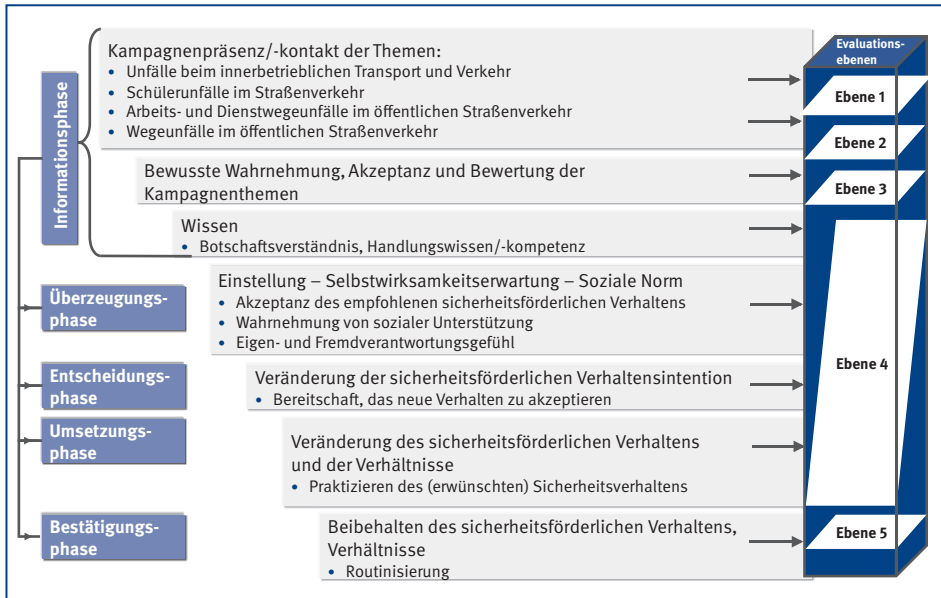 Informationsphase
Kampagnenpräsenz/-kontakt der Themen:
• Unfälle beim innerbetrieblichen Transport und Verkehr
• Schülerunfälle im Straßenverkehr
• Arbeits- und Dienstwegeunfälle im öffentlichen Straßenverkehr
• Wegeunfälle im öffentlichen Straßenverkehr
Bewusste Wahrnehmung, Akzeptanz und Bewertung der
Kampagnenthemen
Wissen
• Botschaftsverständnis, Handlungswissen/-kompetenz
Überzeugungs-
phase
Einstellung – Selbstwirksamkeitserwartung – Soziale Norm
• Akzeptanz des empfohlenen sicherheitsförderlichen Verhaltens
• Wahrnehmung von sozialer Unterstützung
• Eigen- und Fremdverantwortungsgefühl
Entscheidungs-
phase
Veränderung der sicherheitsförderlichen Verhaltensintention
• Bereitschaft, das neue Verhalten zu akzeptieren
Umsetzungs-
phase
Veränderung des sicherheitsförderlichen Verhaltens
und der Verhältnisse
• Praktizieren des (erwünschten) Sicherheitsverhaltens
Bestätigungs-
phase
Beibehalten des sicherheitsförderlichen Verhaltens,
Verhältnisse
• Routinisierung
Evaluations-
ebenen
Ebene 1
Ebene 2
Ebene 3
Ebene 4
Ebene 5